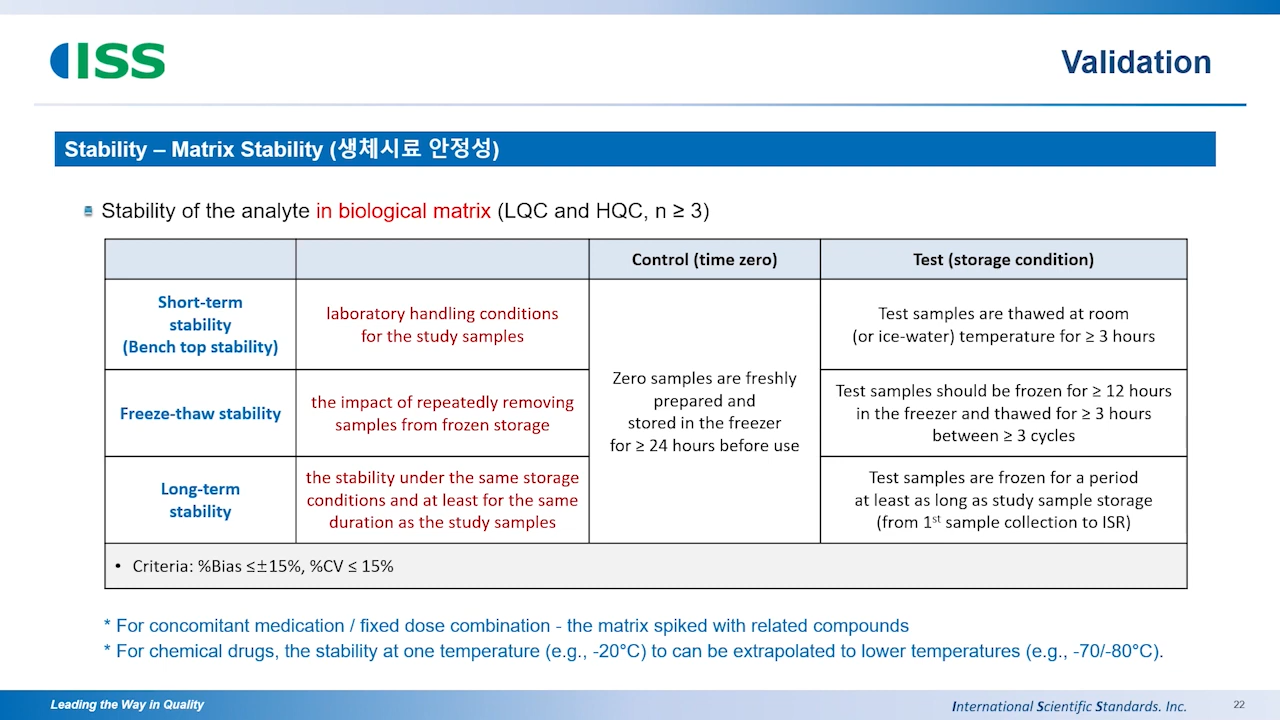 ISS
Validation
Stability – Matrix Stability (생체시료 안정성)
Stability of the analyte in biological matrix (LQC and HQC, n ≥ 3)
Control (time zero)
Test (storage condition)
Short-term
stability
(Bench top stability)
laboratory handling conditions
for the study samples
Zero samples are freshly
prepared and
stored in the freezer
for ≥ 24 hours before use
Test samples are thawed at room
(or ice-water) temperature for ≥ 3 hours
Freeze-thaw stability
the impact of repeatedly removing
samples from frozen storage
Test samples should be frozen for ≥ 12 hours
in the freezer and thawed for ≥ 3 hours
between ≥ 3 cycles
Long-term
stability
the stability under the same storage
conditions and at least for the same
duration as the study samples
Test samples are frozen for a period
at least as long as study sample storage
(from 1st sample collection to ISR)
• Criteria: %Bias ≤±15%, %CV ≤ 15%
* For concomitant medication / fixed dose combination - the matrix spiked with related compounds
* For chemical drugs, the stability at one temperature (e.g., -20°C) to can be extrapolated to lower temperatures (e.g., -70/-80°C).
Leading the Way in Quality
International Scientific Standards. Inc.
22